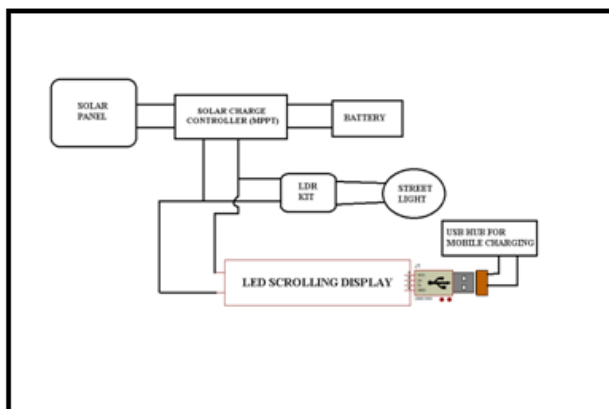 SOLAR
PANEL
SOLAR CHARGE
CONTROLLER (MPPT)
BATTERY
LDR
KIT
STREET
LIGHT
USB HUB FOR
MOBILE CHARGING
LED SCROLLING DISPLAY